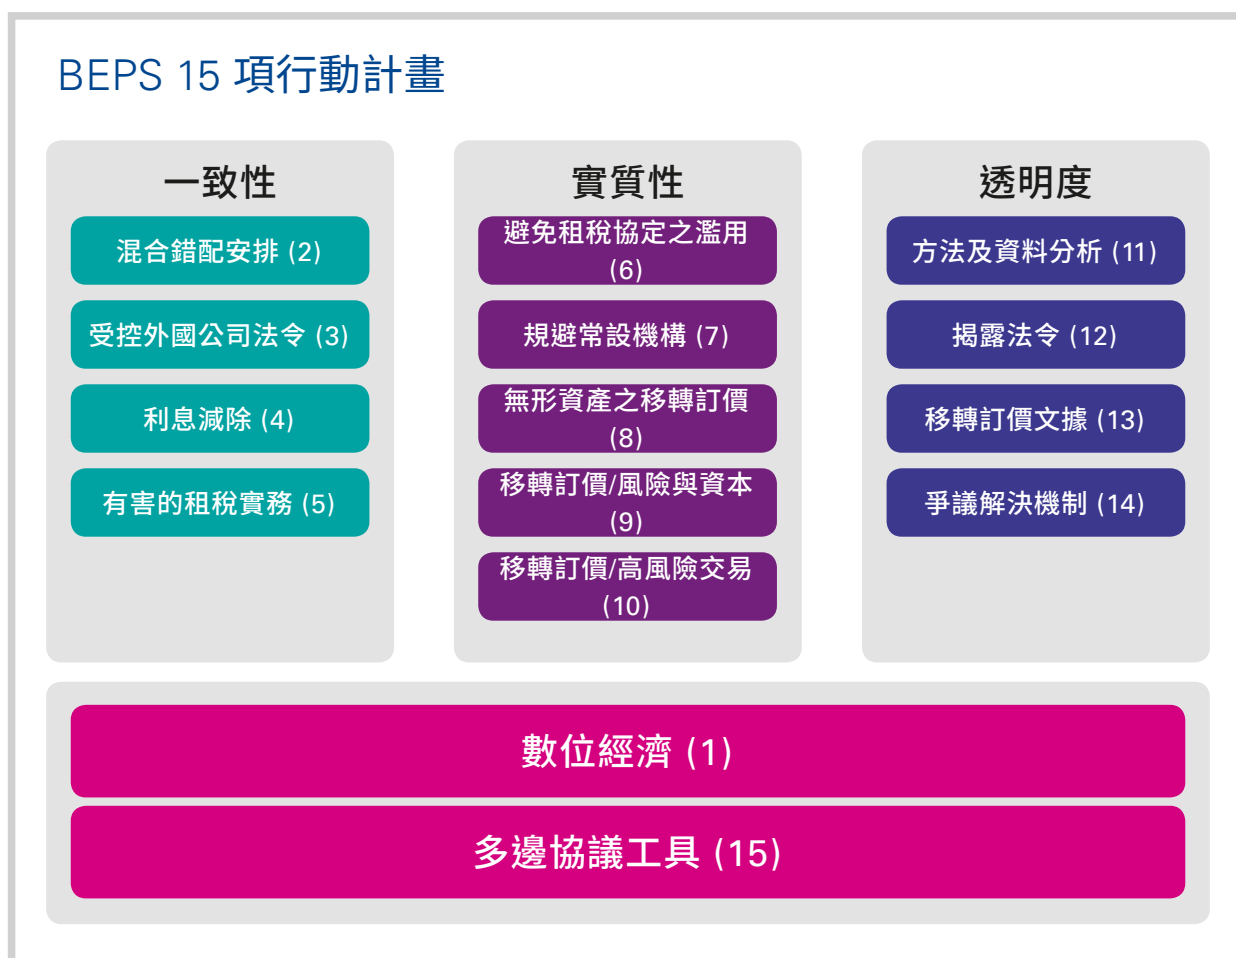 BEPS 15 項行動計畫
一致性
混合錯配安排 (2)
受控外國公司法令 (3)
利息減除 (4)
有害的租稅實務 (5)
實質性
避免租稅協定之濫用
(6)
規避常設機構 (7)
無形資產之移轉訂價
(8)
移轉訂價/風險與資本
(9)
移轉訂價/高風險交易
(10)
透明度
方法及資料分析 (11)
揭露法令 (12)
移轉訂價文據 (13)
爭議解決機制 (14)
數位經濟 (1)
多邊協議工具 (15)